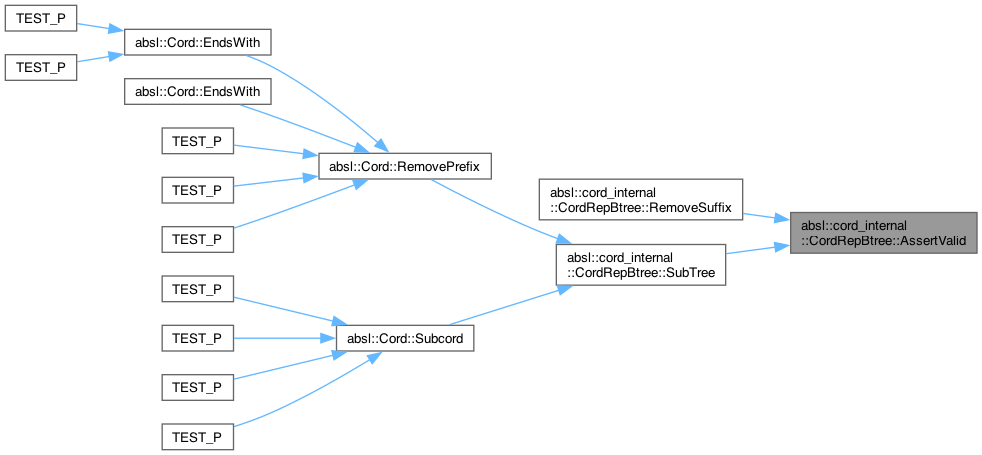 TEST_P
absl::Cord::EndsWith
TEST_P
absl::Cord::EndsWith
TEST_P
absl::Cord::RemovePrefix
TEST_P
absl::cord_internal
::CordRepBtree::RemoveSuffix
absl::cord_internal
::CordRepBtree::AssertValid
TEST_P
absl::cord_internal
::CordRepBtree::SubTree
TEST_P
TEST_P
absl::Cord::Subcord
TEST_P
TEST_P
TEST_P